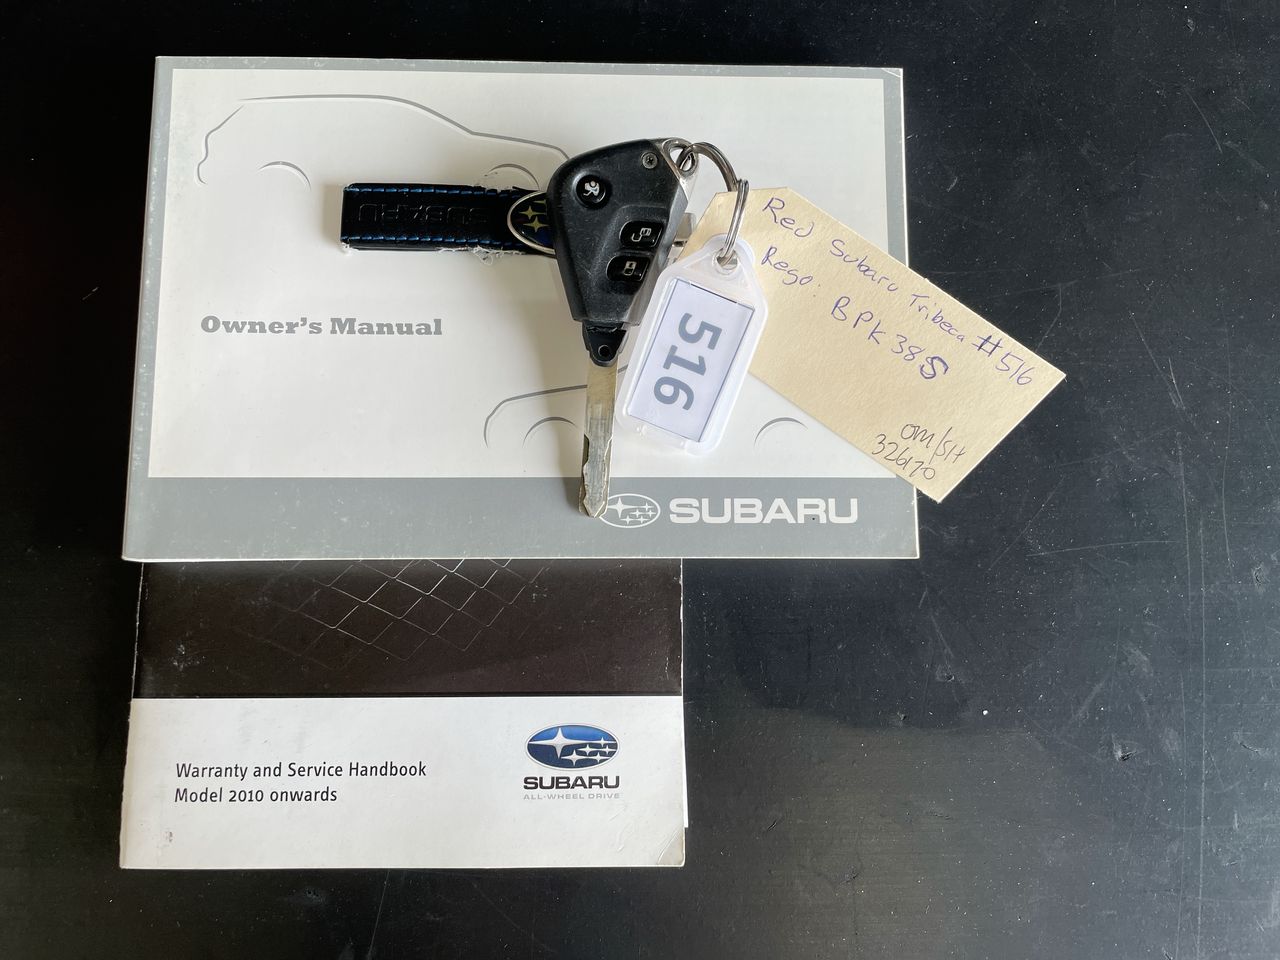 SUBARU
Owner's Manual
516
Red Subaru Tribeca #516
Rego: BPK38S
OM/SH
326170
SUBARU
Warranty and Service Handbook
Model 2010 onwards
SUBARU
ALL-WHEEL DRIVE